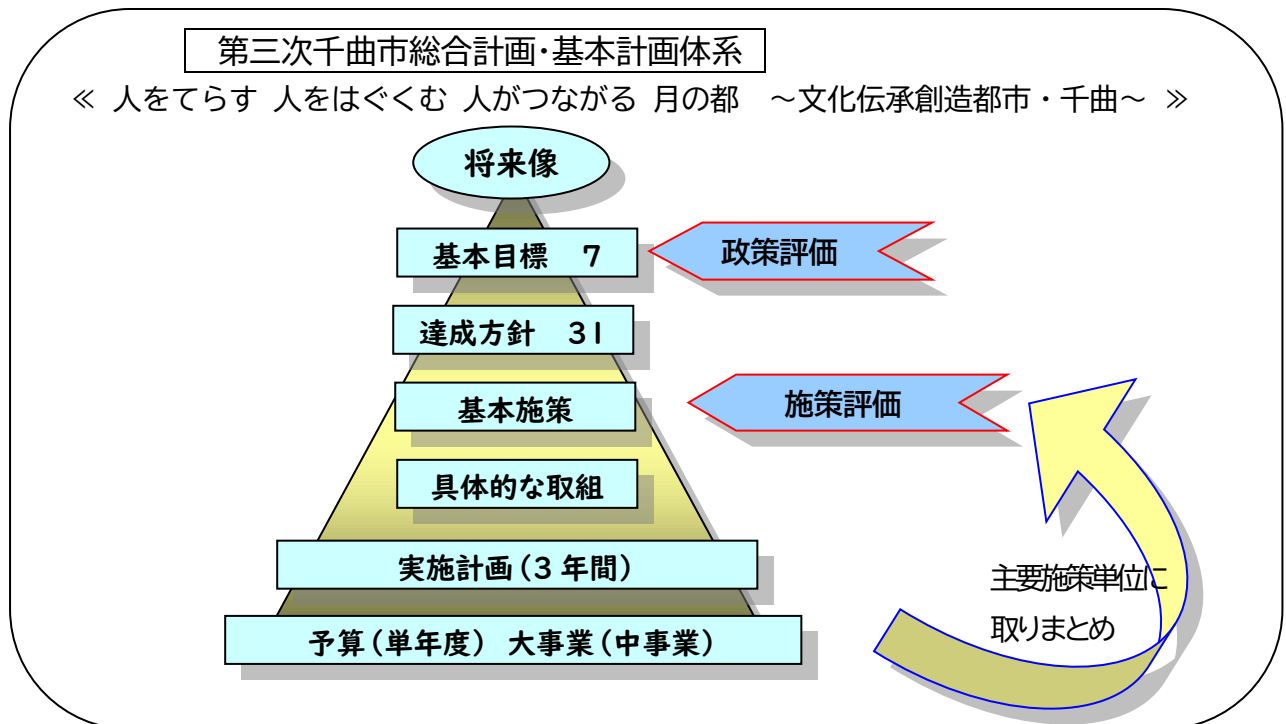 第三次千曲市総合計画・基本計画体系
≪ 人をてらす 人をはぐくむ 人がつながる 月の都 ～文化伝承創造都市・千曲～ ≫
将来像
基本目標 7
政策評価
達成方針 31
基本施策
施策評価
具体的な取組
実施計画(3年間)
主要施策単位に
取りまとめ
予算(単年度) 大事業(中事業)